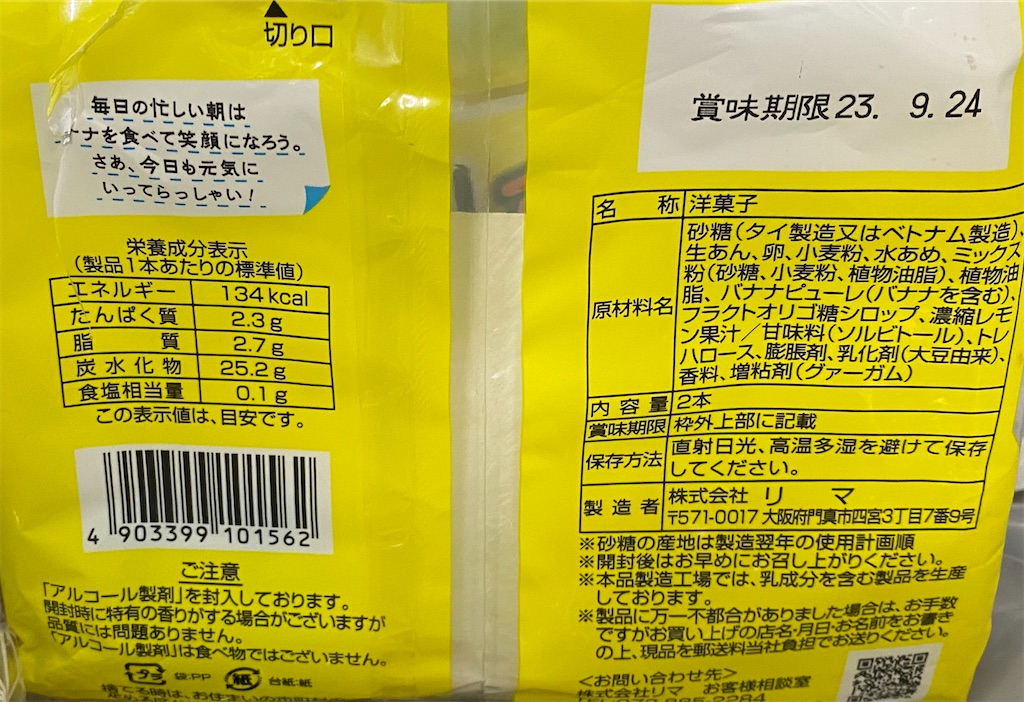 切り口
毎日の忙しい朝は
ナナを食べて笑顔になろう。
さあ、今日も元気に
いってらっしゃい!
栄養成分表示
(製品1本あたりの標準値)
エネルギー 134kcal
たんぱく質 2.3g
脂質 2.7g
炭水化物 25.2g
食塩相当量 0.1g
この表示値は、目安です。
4 903399 101562
ご注意
「アルコール製剤」を封入しております。
開封時に特有の香りがする場合がございますが
品質には問題ありません。
「アルコール製剤」は食べ物ではございません。
プラ 袋:PP 紙 台紙:紙
賞味期限23. 9.24
名称 洋菓子
原材料名 砂糖(タイ製造又はベトナム製造)、
生あん、卵、小麦粉、水あめ、ミックス
粉(砂糖、小麦粉、植物油脂)、植物油
脂、バナナピューレ(バナナを含む)、
フラクトオリゴ糖シロップ、濃縮レモ
ン果汁/甘味料(ソルビトール)、トレ
ハロース、膨脹剤、乳化剤(大豆由来)、
香料、増粘剤(グァーガム)
内容量 2本
賞味期限 枠外上部に記載
保存方法 直射日光、高温多湿を避けて保存
してください。
製造者 株式会社 リマ
〒571-0017 大阪府門真市四宮3丁目7番9号
※砂糖の産地は製造翌年の使用計画順
※開封後はお早めにお召し上がりください。
※本品製造工場では、乳成分を含む製品を生産
しております。
※製品に万一不都合がありました場合は、お手数
ですがお買い上げの店名・月日・お名前をお書き
の上、現品を郵送料当社負担でお送りください。
<お問い合わせ先>
株式会社リマ お客様相談室